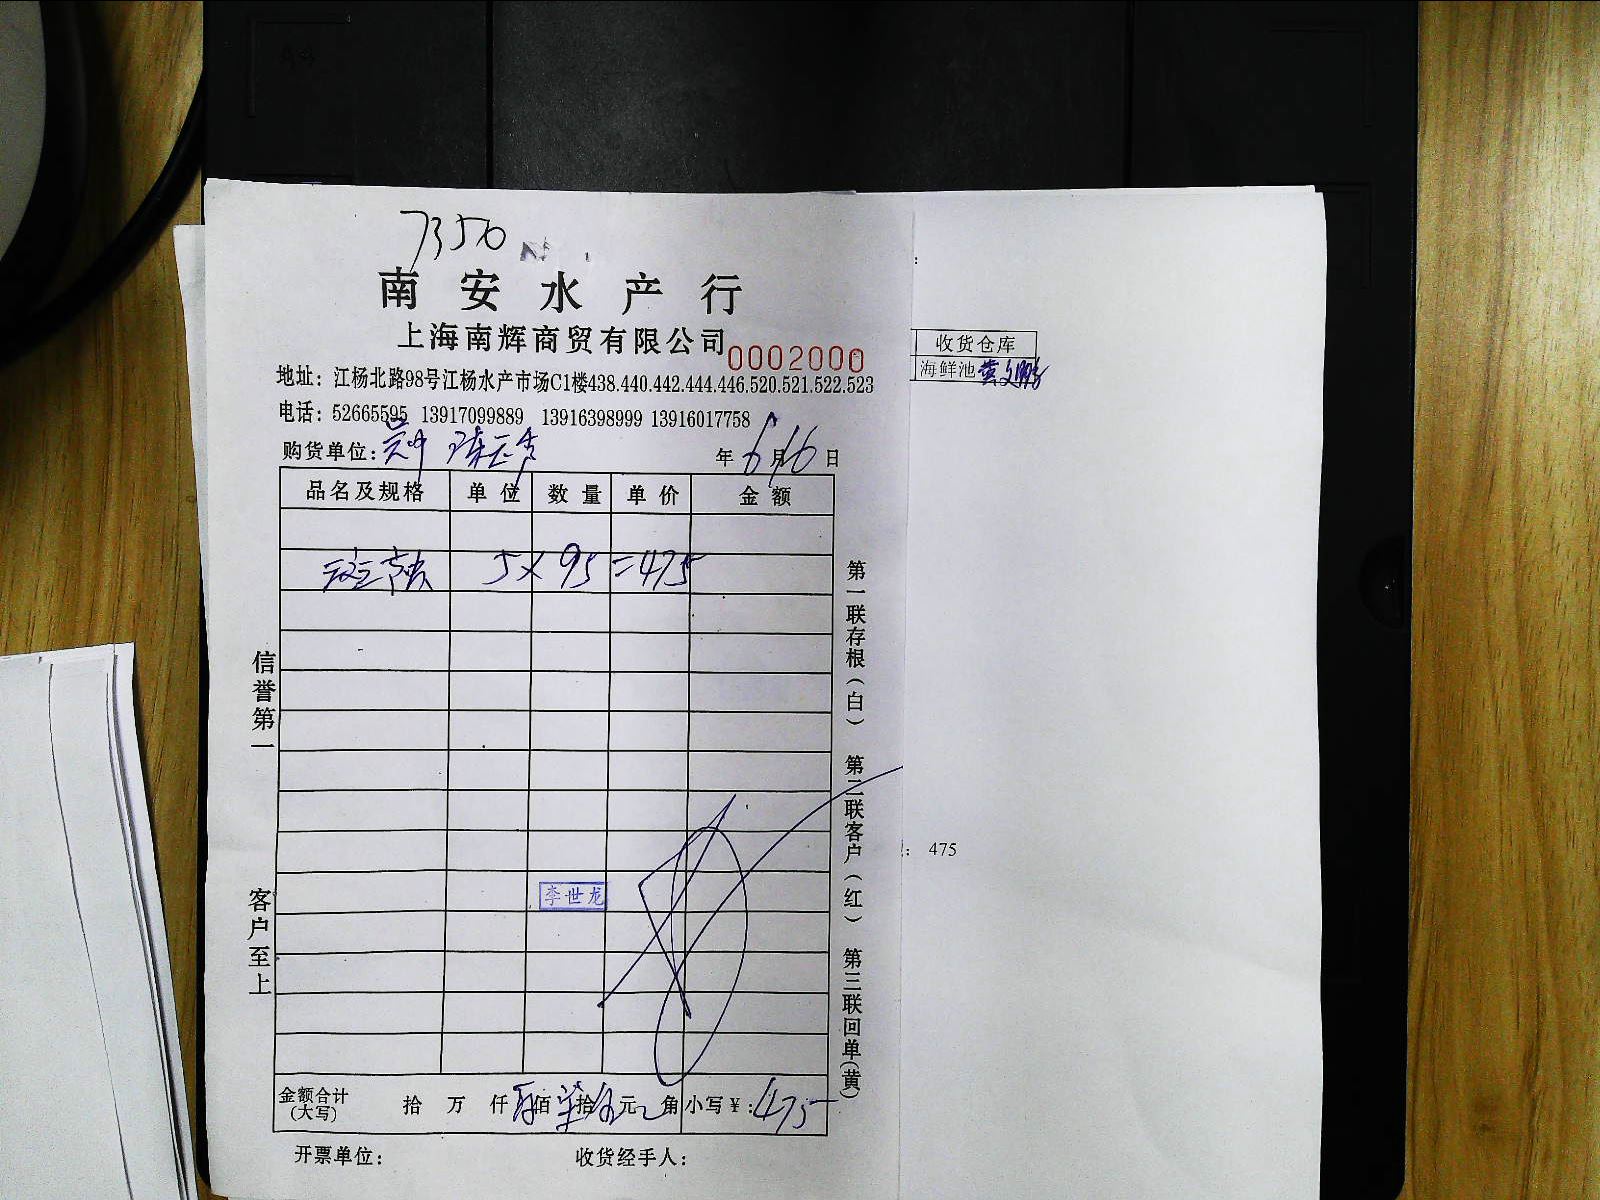 7350
南安水产行
上海南辉商贸有限公司 0002000
地址：江杨北路98号江杨水产市场C1楼438.440.442.444.446.520.521.522.523
电话：52665595 13917099889 13916398999 13916017758
购货单位： 年 6 月 16 日
品名及规格 单位 数量 单价 金额
5×95=475
李世龙
金额合计（大写） 拾 万 仟 肆佰 柒拾 伍元 角 小写￥：475
开票单位： 收货经手人：
信誉第一
客户至上
第一联存根（白） 第二联客户（红） 第三联回单（黄）
收货仓库
海鲜池 黄文鹏
：475